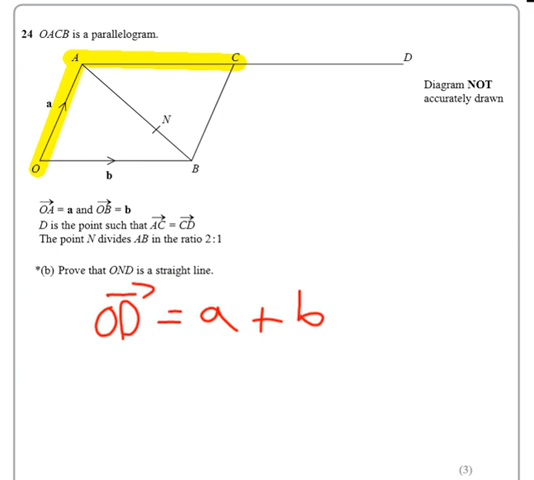 24 OACB is a parallelogram.
A
C
D
Diagram NOT
accurately drawn
a
N
O
b
B
→OA = a and →OB = b
D is the point such that →AC = →CD
The point N divides AB in the ratio 2:1
*(b) Prove that OND is a straight line.
→OD = a + b
(3)